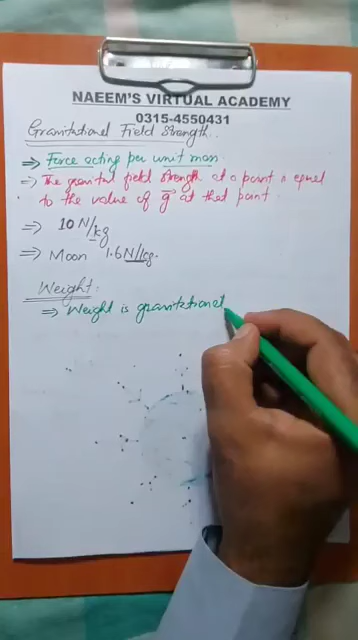 NAEEM'S VIRTUAL ACADEMY
0315-4550431
Gravitational Field Strength.
⇒ Force acting per unit mass.
⇒ The gravital field strength at a point is equal
to the value of g⃗ at that point.
⇒ 10 N/kg
⇒ Moon 1.6 N/kg.
Weight:
⇒ Weight is gravitational